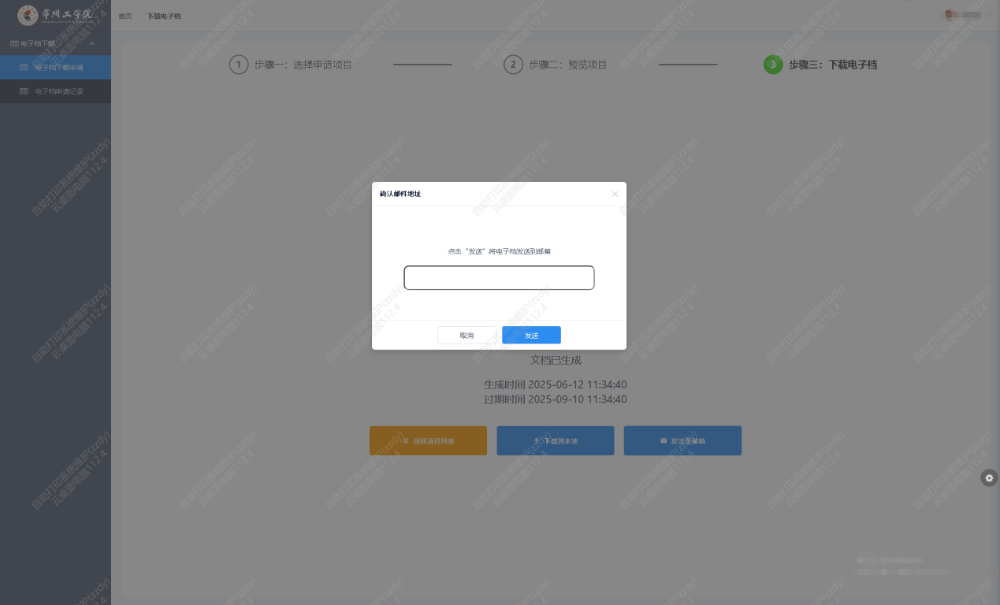 常州工学院
首页 / 下载电子档
电子档下载
电子档下载申请
电子档申请记录
1 步骤一：选择申请项目
2 步骤二：预览项目
3 步骤三：下载电子档
确认邮件地址
点击“发送”将电子档发送到邮箱
取消
发送
文档已生成
生成时间 2025-06-12 11:34:40
过期时间 2025-09-10 11:34:40
返回项目列表
下载到本地
发送至邮箱
自助打印系统维护(zzdy)
云桌面电脑112.4